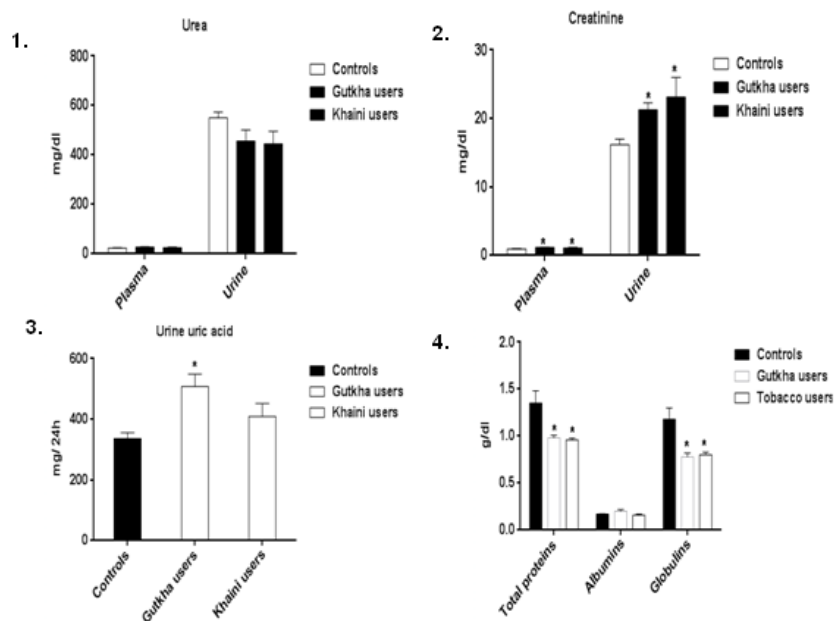 1.
Urea
mg/dl
800
600
400
200
0
Plasma
Urine
Controls
Gutkha users
Khaini users
2.
Creatinine
mg/dl
30
20
10
0
* * * *
Plasma
Urine
Controls
Gutkha users
Khaini users
3.
Urine uric acid
mg/ 24h
600
400
200
0
*
Controls
Gutkha users
Khaini users
Controls
Gutkha users
Khaini users
4.
g/dl
2.0
1.5
1.0
0.5
0.0
* * * *
Total proteins
Albumins
Globulins
Controls
Gutkha users
Tobacco users